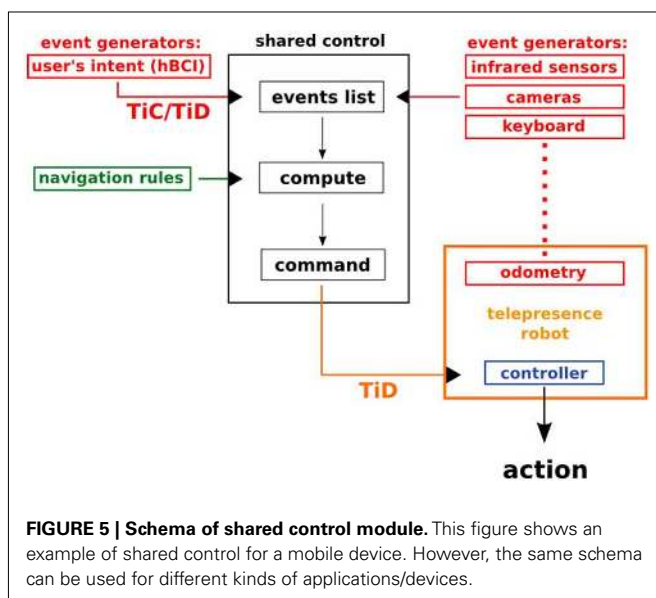 event generators:
user's intent (hBCI)
TiC/TiD
navigation rules
shared control
events list
compute
command
event generators:
infrared sensors
cameras
keyboard
odometry
telepresence
robot
controller
TiD
action
FIGURE 5 | Schema of shared control module. This figure shows an
example of shared control for a mobile device. However, the same schema
can be used for different kinds of applications/devices.